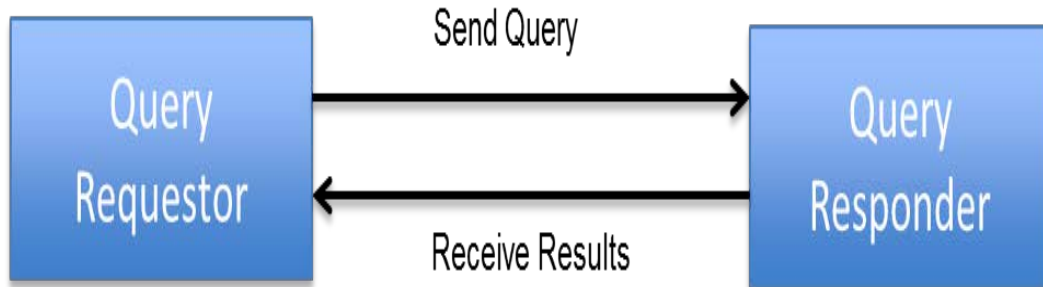 Send Query
Query
Requestor
Query
Responder
Receive Results